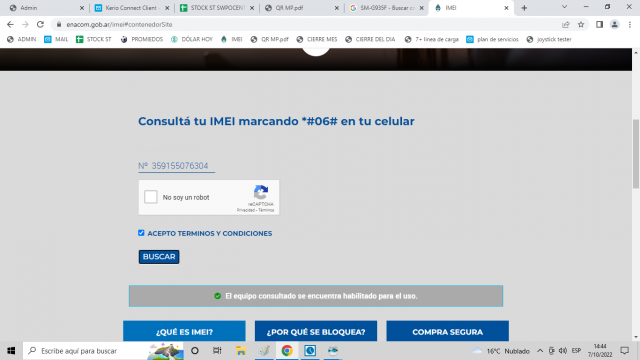 Admin
Kerio Connect Client
STOCK ST SWPOCENT
QR MP.pdf
SM-G935F - Buscar co
IMEI
enacom.gob.ar/imei#contenedorSite
ADMIN
MAIL
STOCK ST
PROMIEDOS
DÓLAR HOY
IMEI
QR MP.pdf
CIERRE MES
CIERRE DEL DIA
7+ linea de carga
plan de servicios
joystick tester
Consultá tu IMEI marcando *#06# en tu celular
Nº 359155076304
No soy un robot
reCAPTCHA
Privacidad - Términos
ACEPTO TERMINOS Y CONDICIONES
BUSCAR
El equipo consultado se encuentra habilitado para el uso.
¿QUÉ ES IMEI?
¿POR QUÉ SE BLOQUEA?
COMPRA SEGURA
Escribe aquí para buscar
16°C Nublado
ESP
14:44
7/10/2022